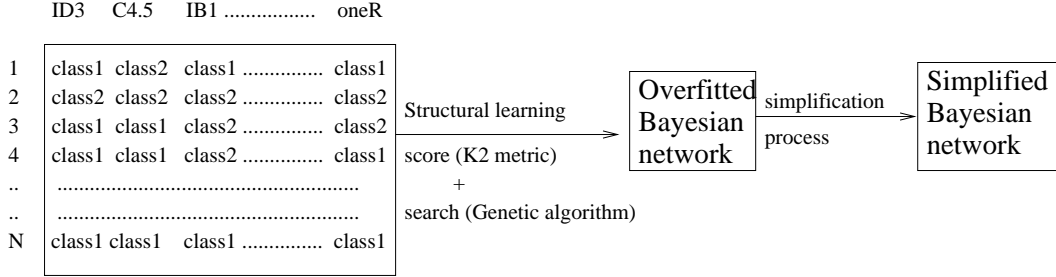 ID3 C4.5 IB1 ............... oneR
1 class1 class2 class1 ............... class1
2 class2 class2 class2 ............... class2
3 class1 class1 class2 ............... class2
4 class1 class1 class2 ............... class1
.. .......................................................
.. .......................................................
N class1 class1 class1 ............... class1
Structural learning
score (K2 metric)
+
search (Genetic algorithm)
Overfitted
Bayesian
network
simplification
process
Simplified
Bayesian
network